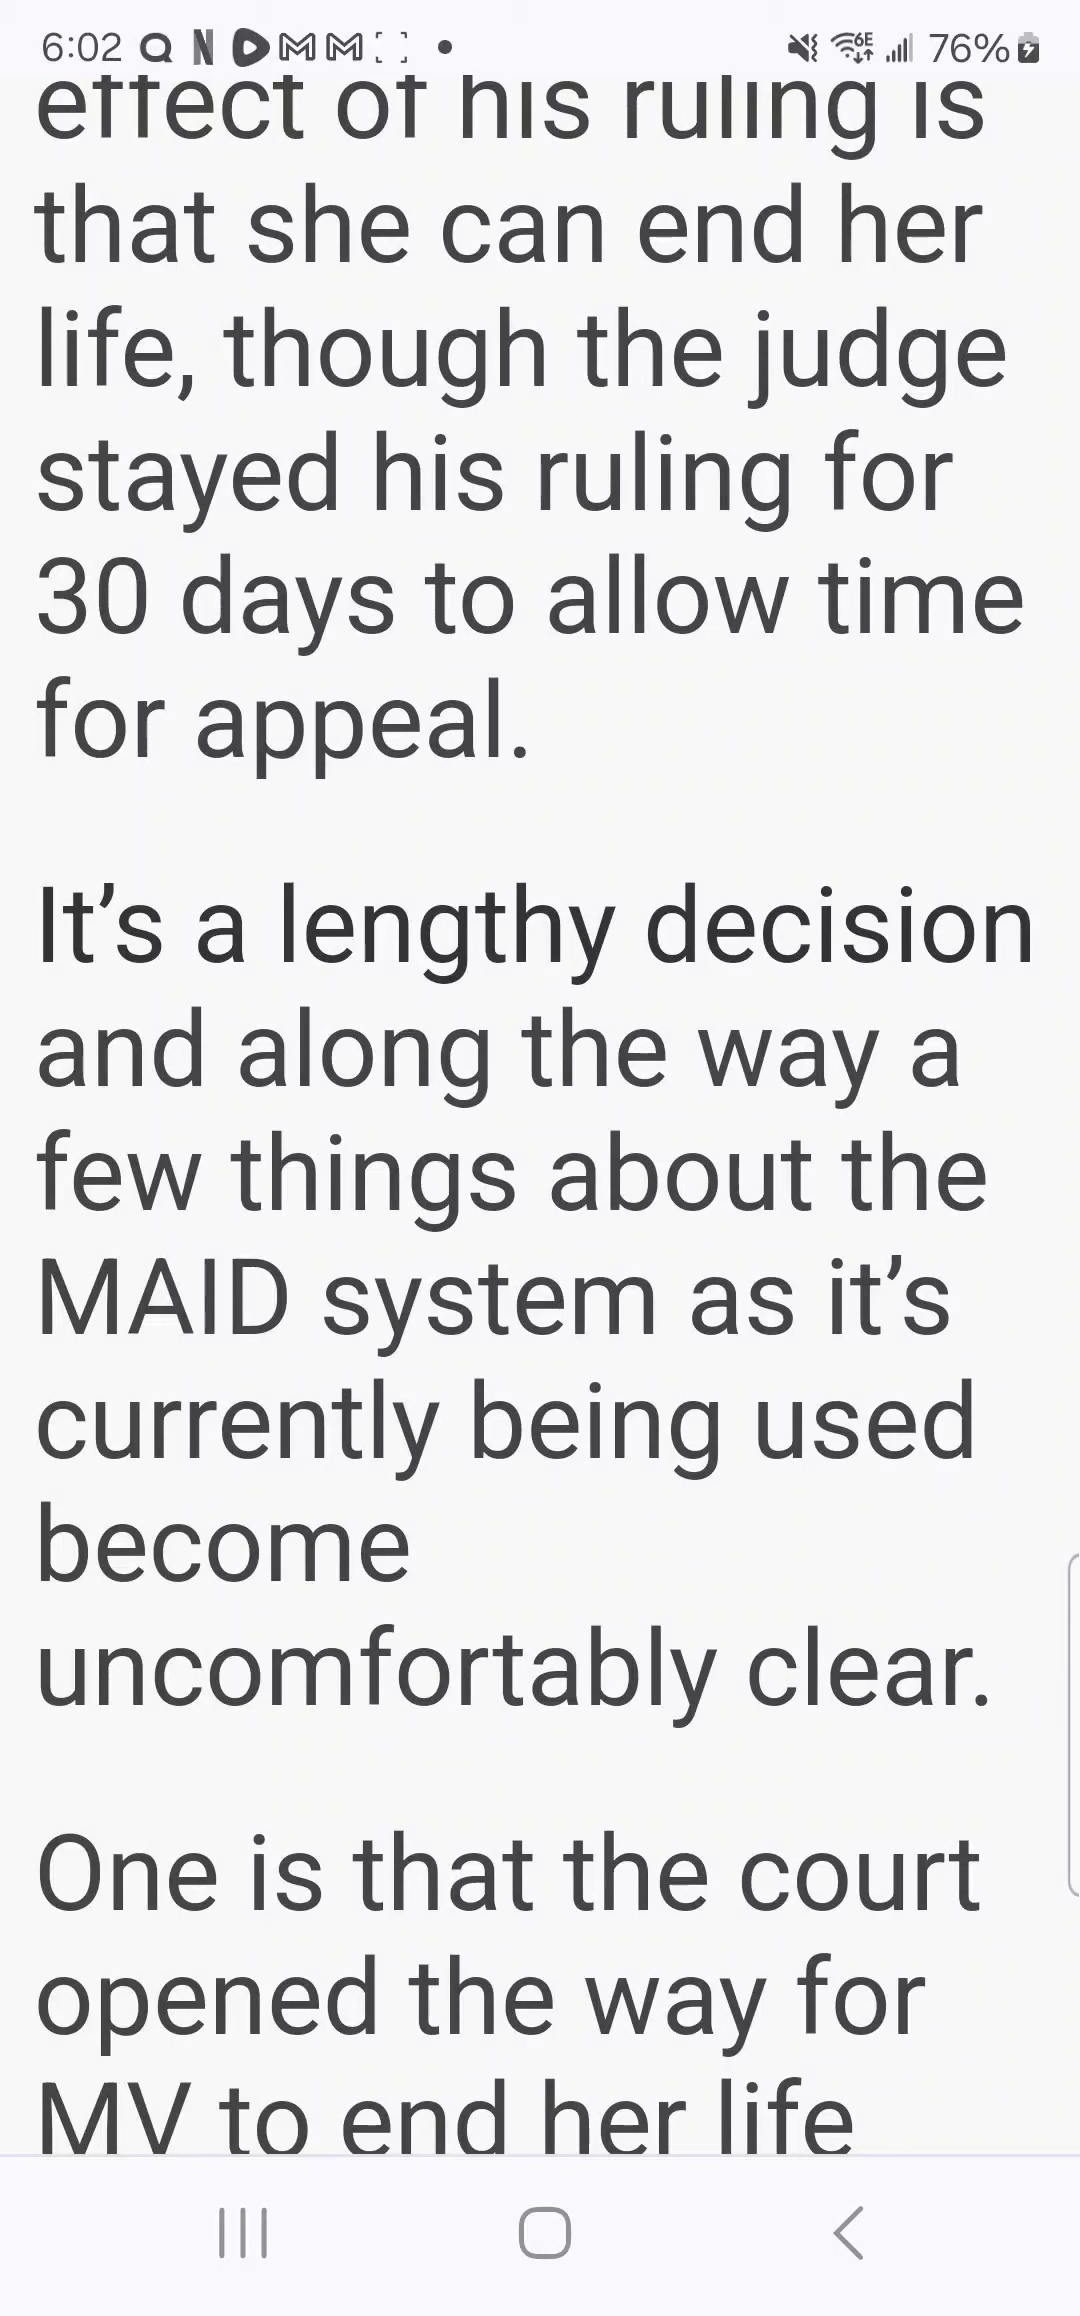 6:02 76%
effect of his ruling is
that she can end her
life, though the judge
stayed his ruling for
30 days to allow time
for appeal.
It’s a lengthy decision
and along the way a
few things about the
MAID system as it’s
currently being used
become
uncomfortably clear.
One is that the court
opened the way for
MV to end her life